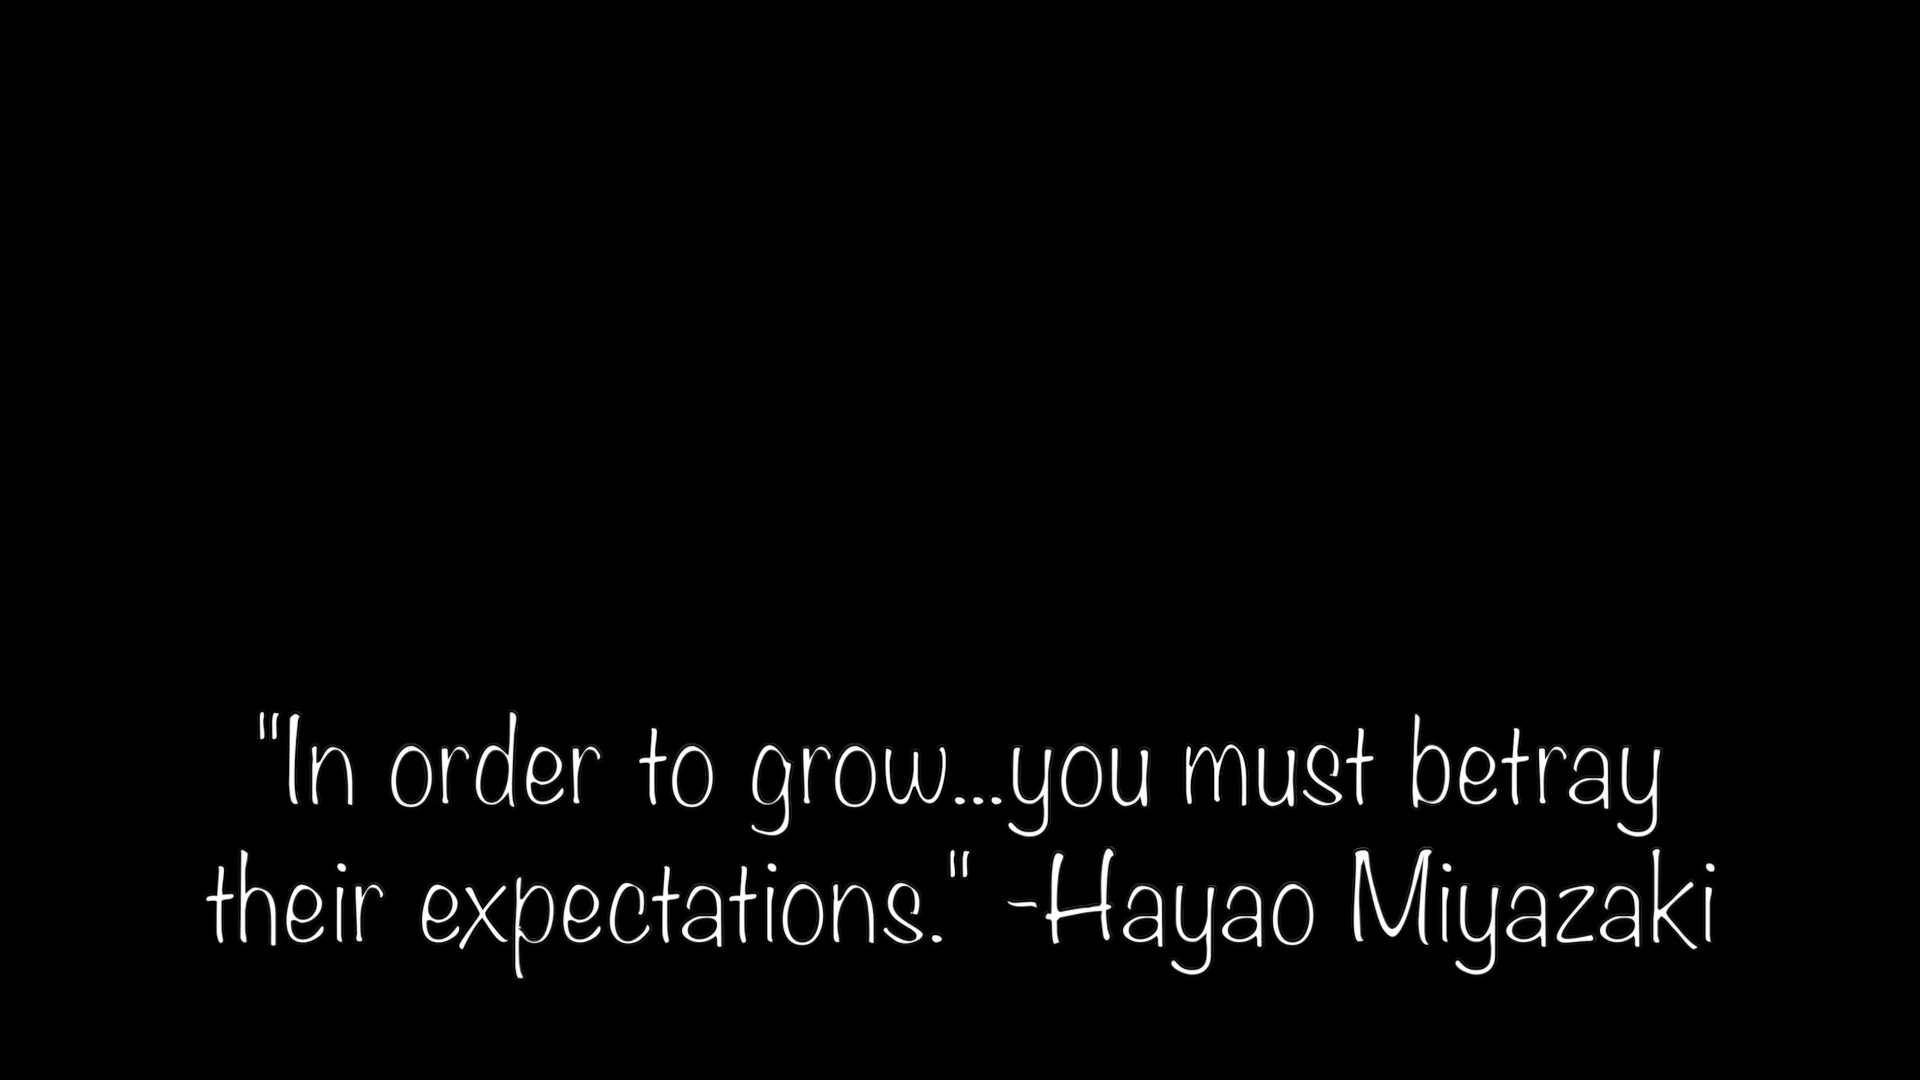 "In order to grow...you must betray
their expectations." -Hayao Miyazaki